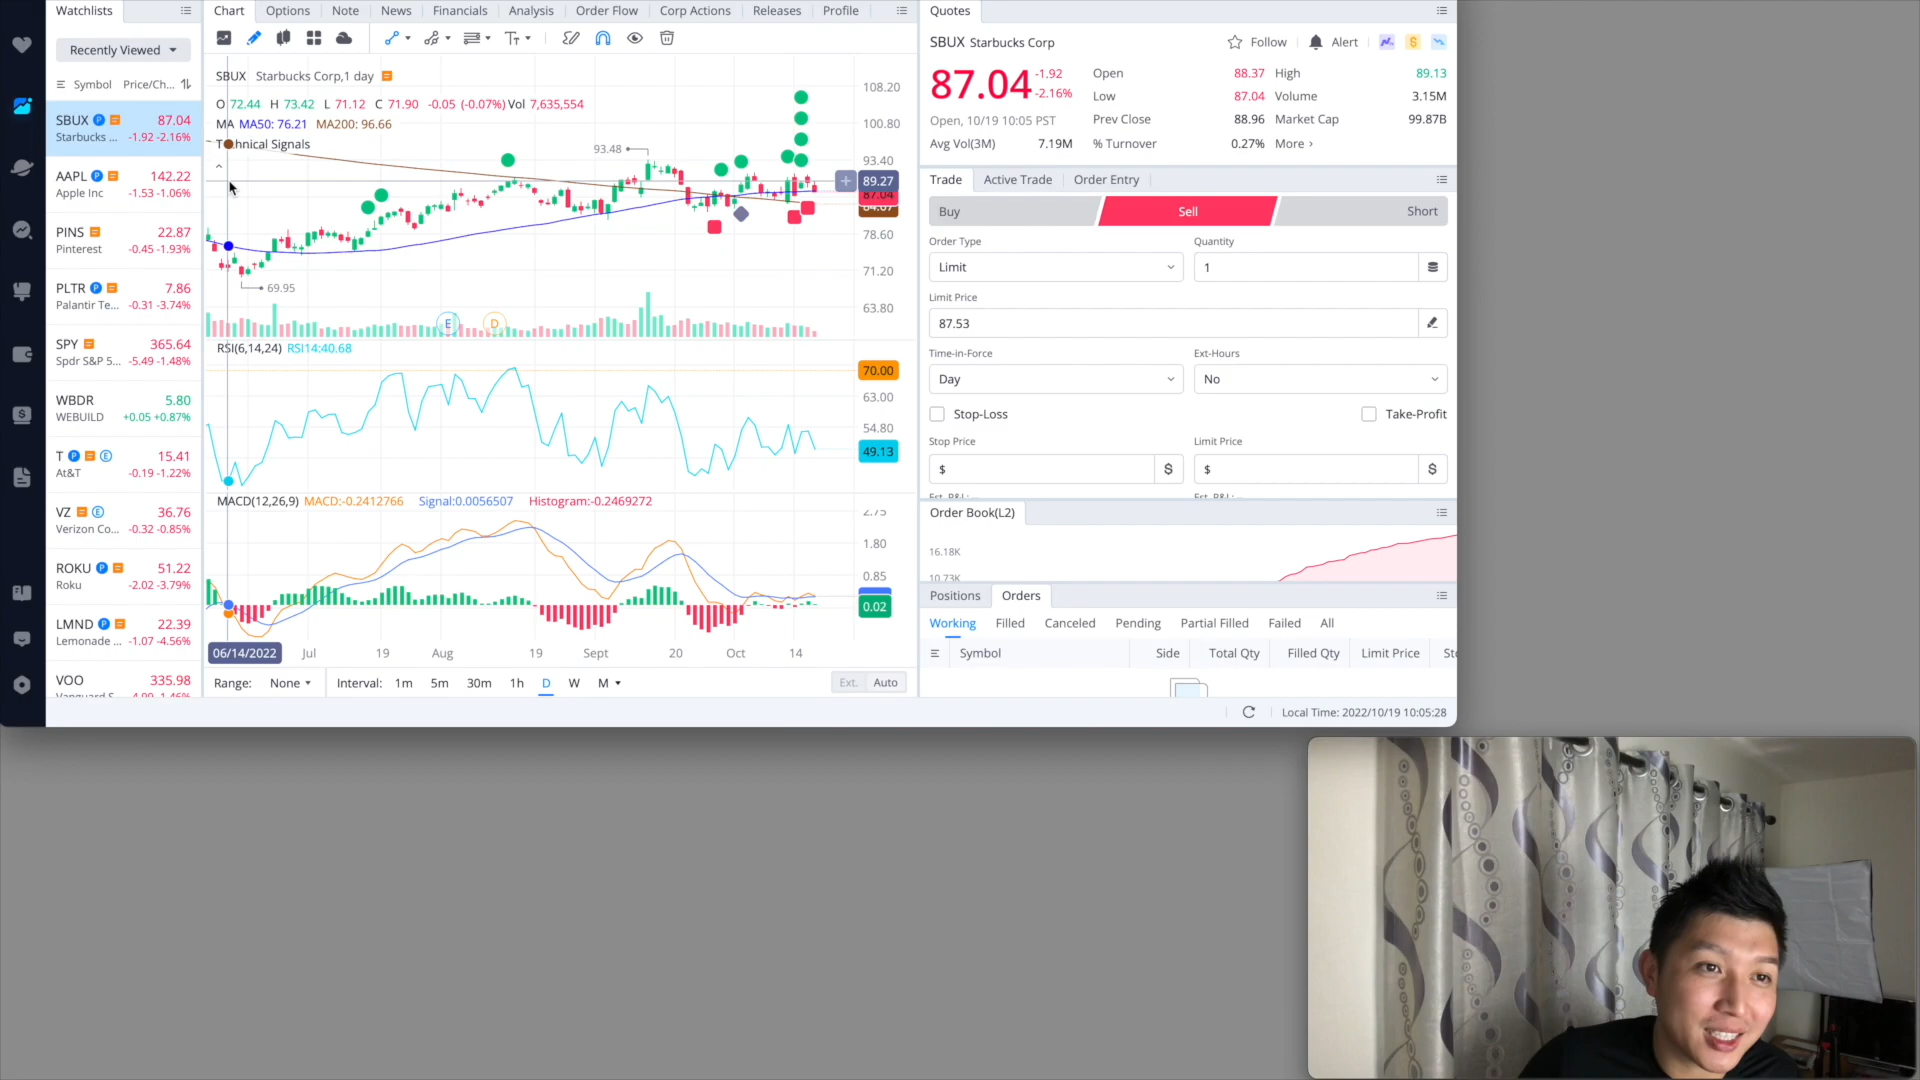 Watchlists
Recently Viewed
Symbol Price/Ch...
SBUX P 87.04
Starbucks ... -1.92 -2.16%
AAPL P 142.22
Apple Inc -1.53 -1.06%
PINS 22.87
Pinterest -0.45 -1.93%
PLTR P 7.86
Palantir Te... -0.31 -3.74%
SPY 365.64
Spdr S&P 5... -5.49 -1.48%
WBDR 5.80
WEBUILD +0.05 +0.87%
T P E 15.41
At&T -0.19 -1.22%
VZ E 36.76
Verizon Co... -0.32 -0.85%
ROKU P 51.22
Roku -2.02 -3.79%
LMND P 22.39
Lemonade ... -1.07 -4.56%
VOO 335.98
Vanguard S... -4.99 -1.46%
Chart Options Note News Financials Analysis Order Flow Corp Actions Releases Profile
SBUX Starbucks Corp,1 day
O 72.44 H 73.42 L 71.12 C 71.90 -0.05 (-0.07%) Vol 7,635,554
MA MA50: 76.21 MA200: 96.66
Technical Signals
108.20
100.80
93.40
89.27
87.04
84.07
78.60
71.20
63.80
93.48
69.95
E D
RSI(6,14,24) RSI14:40.68
70.00
63.00
54.80
49.13
MACD(12,26,9) MACD:-0.2412766 Signal:0.0056507 Histogram:-0.2469272
2.75
1.80
0.85
0.02
06/14/2022 Jul 19 Aug 19 Sept 20 Oct 14
Range: None Interval: 1m 5m 30m 1h D W M Ext. Auto
Quotes
SBUX Starbucks Corp Follow Alert $
87.04 -1.92
-2.16%
Open, 10/19 10:05 PST
Open 88.37 High 89.13
Low 87.04 Volume 3.15M
Prev Close 88.96 Market Cap 99.87B
Avg Vol(3M) 7.19M % Turnover 0.27% More ›
Trade Active Trade Order Entry
Buy Sell Short
Order Type Quantity
Limit 1
Limit Price
87.53
Time-in-Force Ext-Hours
Day No
Stop-Loss Take-Profit
Stop Price Limit Price
$ $ $ $
Est. P&L: -- Est. P&L: --
Order Book(L2)
16.18K
10.73K
Positions Orders
Working Filled Canceled Pending Partial Filled Failed All
Symbol Side Total Qty Filled Qty Limit Price Sto
Local Time: 2022/10/19 10:05:28